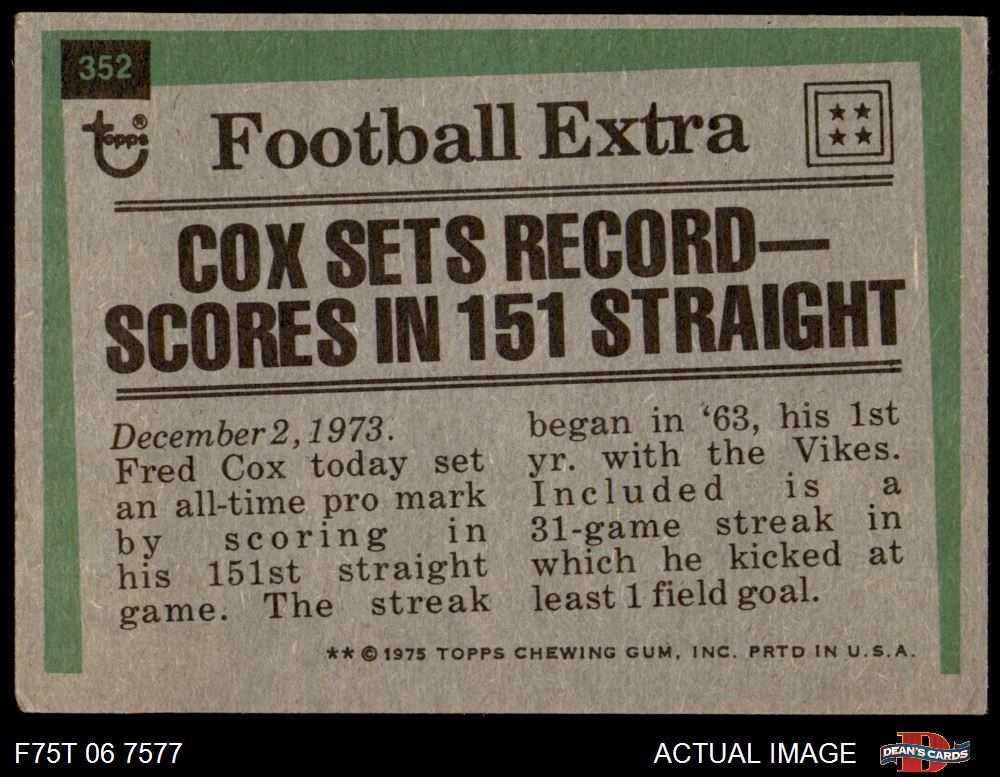 352
topps®
Football Extra
COX SETS RECORD—
SCORES IN 151 STRAIGHT
December 2, 1973.
Fred Cox today set
an all-time pro mark
by scoring in
his 151st straight
game. The streak
began in ‘63, his 1st
yr. with the Vikes.
Included is a
31-game streak in
which he kicked at
least 1 field goal.
** © 1975 TOPPS CHEWING GUM, INC. PRTD IN U.S.A.
F75T 06 7577
ACTUAL IMAGE
D
DEAN'S CARDS